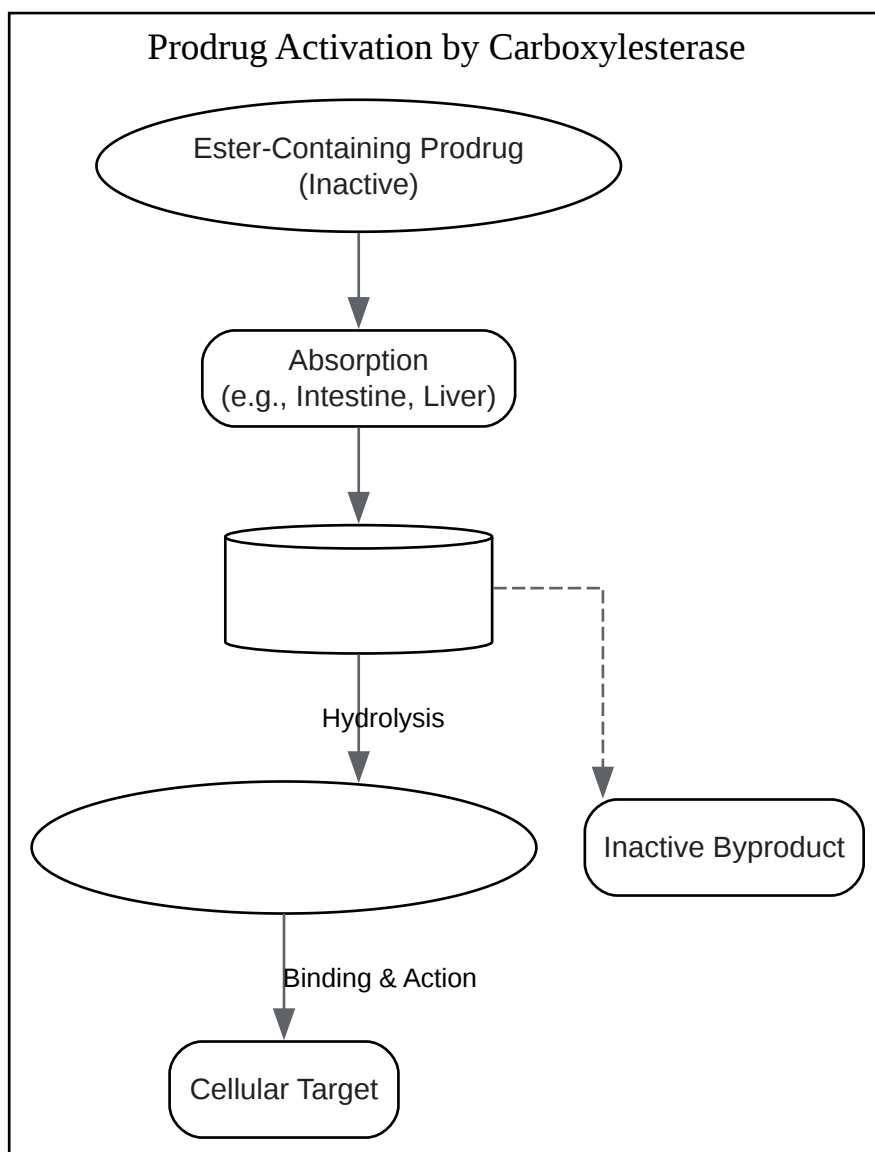 Prodrug Activation by Carboxylesterase
Ester-Containing Prodrug
(Inactive)
Absorption
(e.g., Intestine, Liver)
Hydrolysis
Inactive Byproduct
Binding & Action
Cellular Target